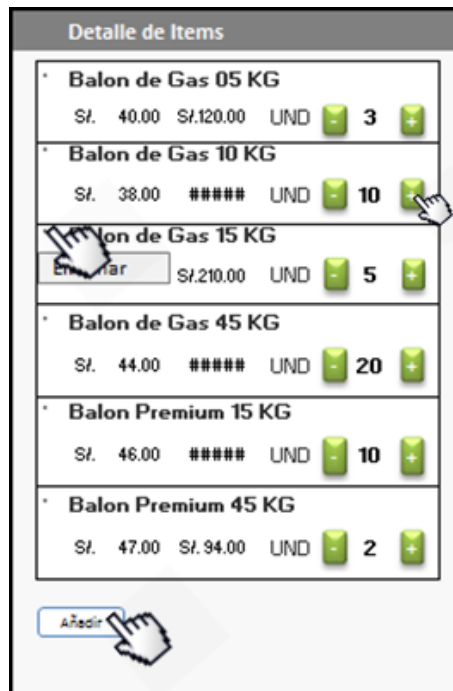 Detalle de Items
Balon de Gas 05 KG
S/. 40.00 S/.120.00 UND - 3 +
Balon de Gas 10 KG
S/. 38.00 ##### UND - 10 +
de Gas 15 KG
S/.210.00 UND - 5 +
Balon de Gas 45 KG
S/. 44.00 ##### UND - 20 +
Balon Premium 15 KG
S/. 46.00 ##### UND - 10 +
Balon Premium 45 KG
S/. 47.00 S/. 94.00 UND - 2 +
Añadir